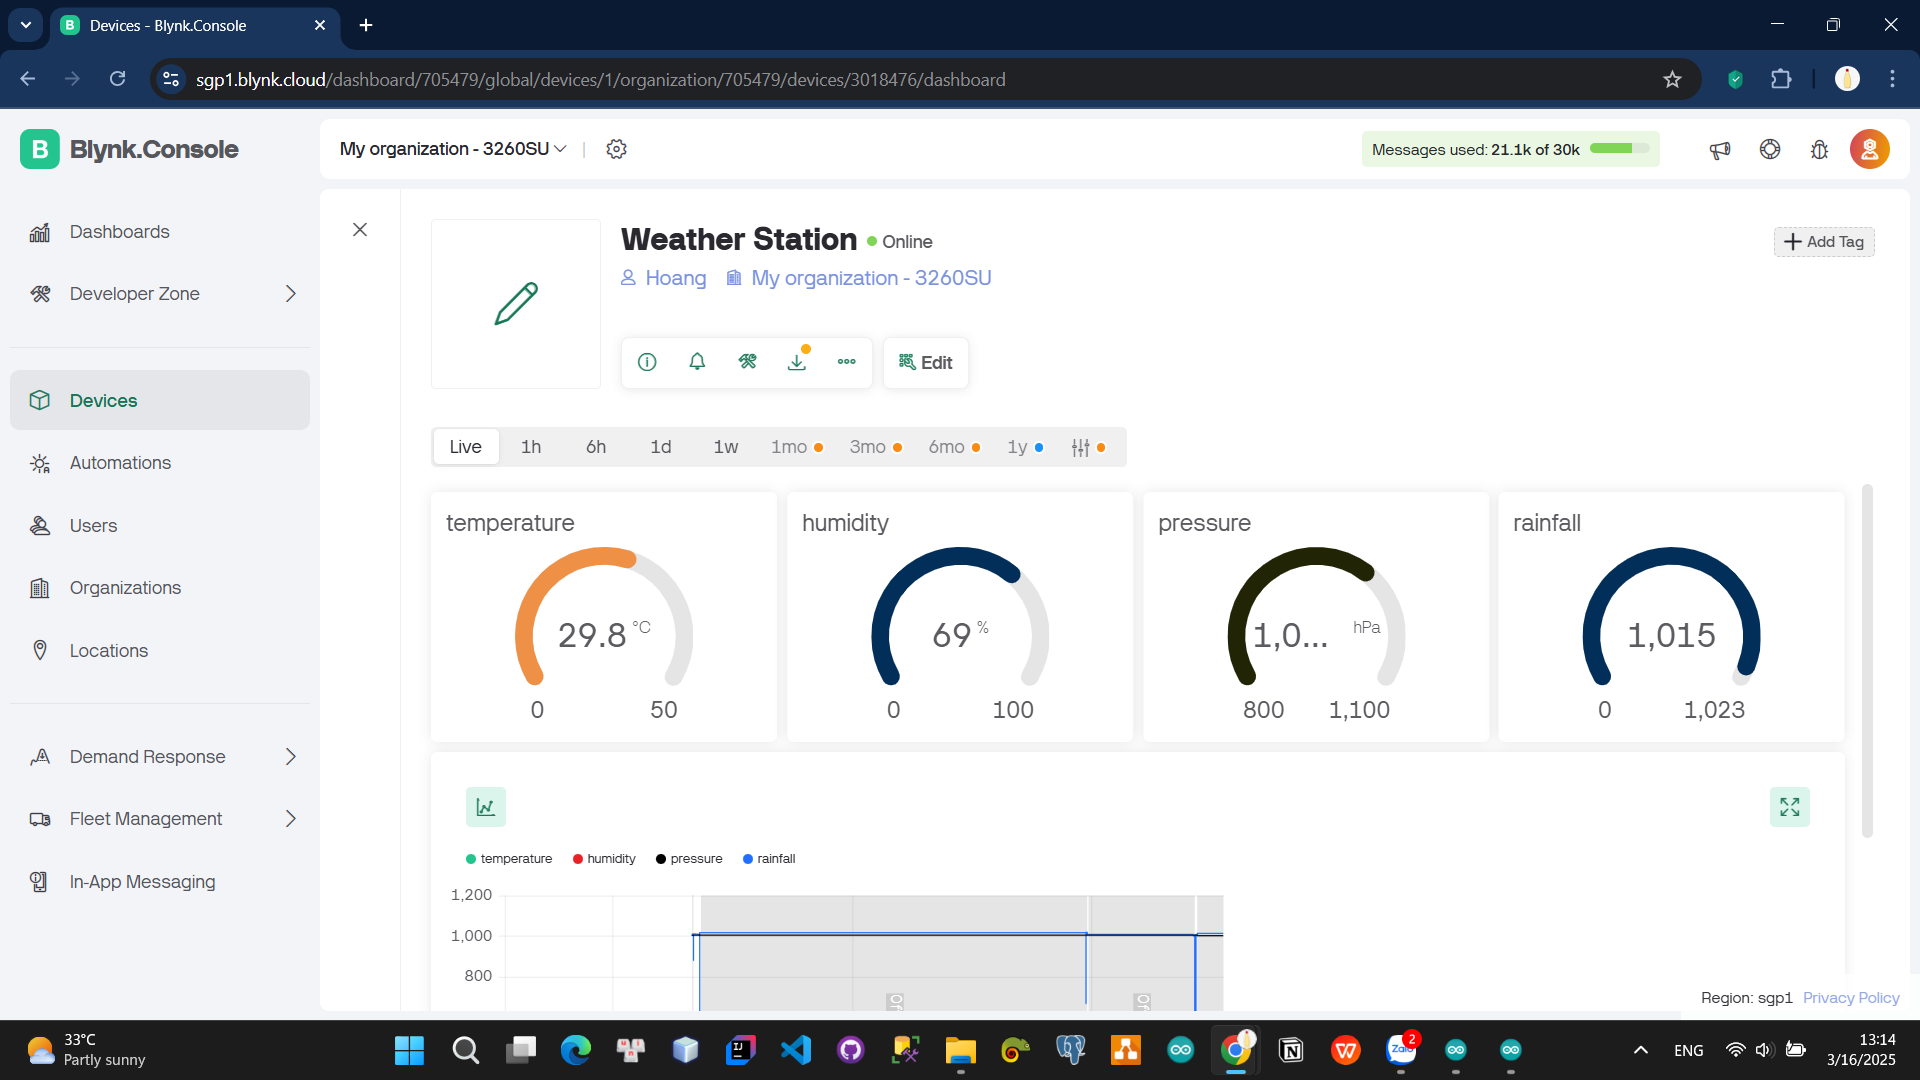 Devices - Blynk.Console
sgp1.blynk.cloud/dashboard/705479/global/devices/1/organization/705479/devices/3018476/dashboard
B Blynk.Console
My organization - 3260SU
Messages used: 21.1k of 30k
Dashboards
Developer Zone
Devices
Automations
Users
Organizations
Locations
Demand Response
Fleet Management
In-App Messaging
Weather Station Online
Hoang My organization - 3260SU
Add Tag
Edit
Live 1h 6h 1d 1w 1mo 3mo 6mo 1y
temperature
29.8 °C
0 50
humidity
69 %
0 100
pressure
1,0... hPa
800 1,100
rainfall
1,015
0 1,023
temperature humidity pressure rainfall
1,200
1,000
800
Region: sgp1 Privacy Policy
33°C
Partly sunny
Zalo
2
ENG
13:14
3/16/2025